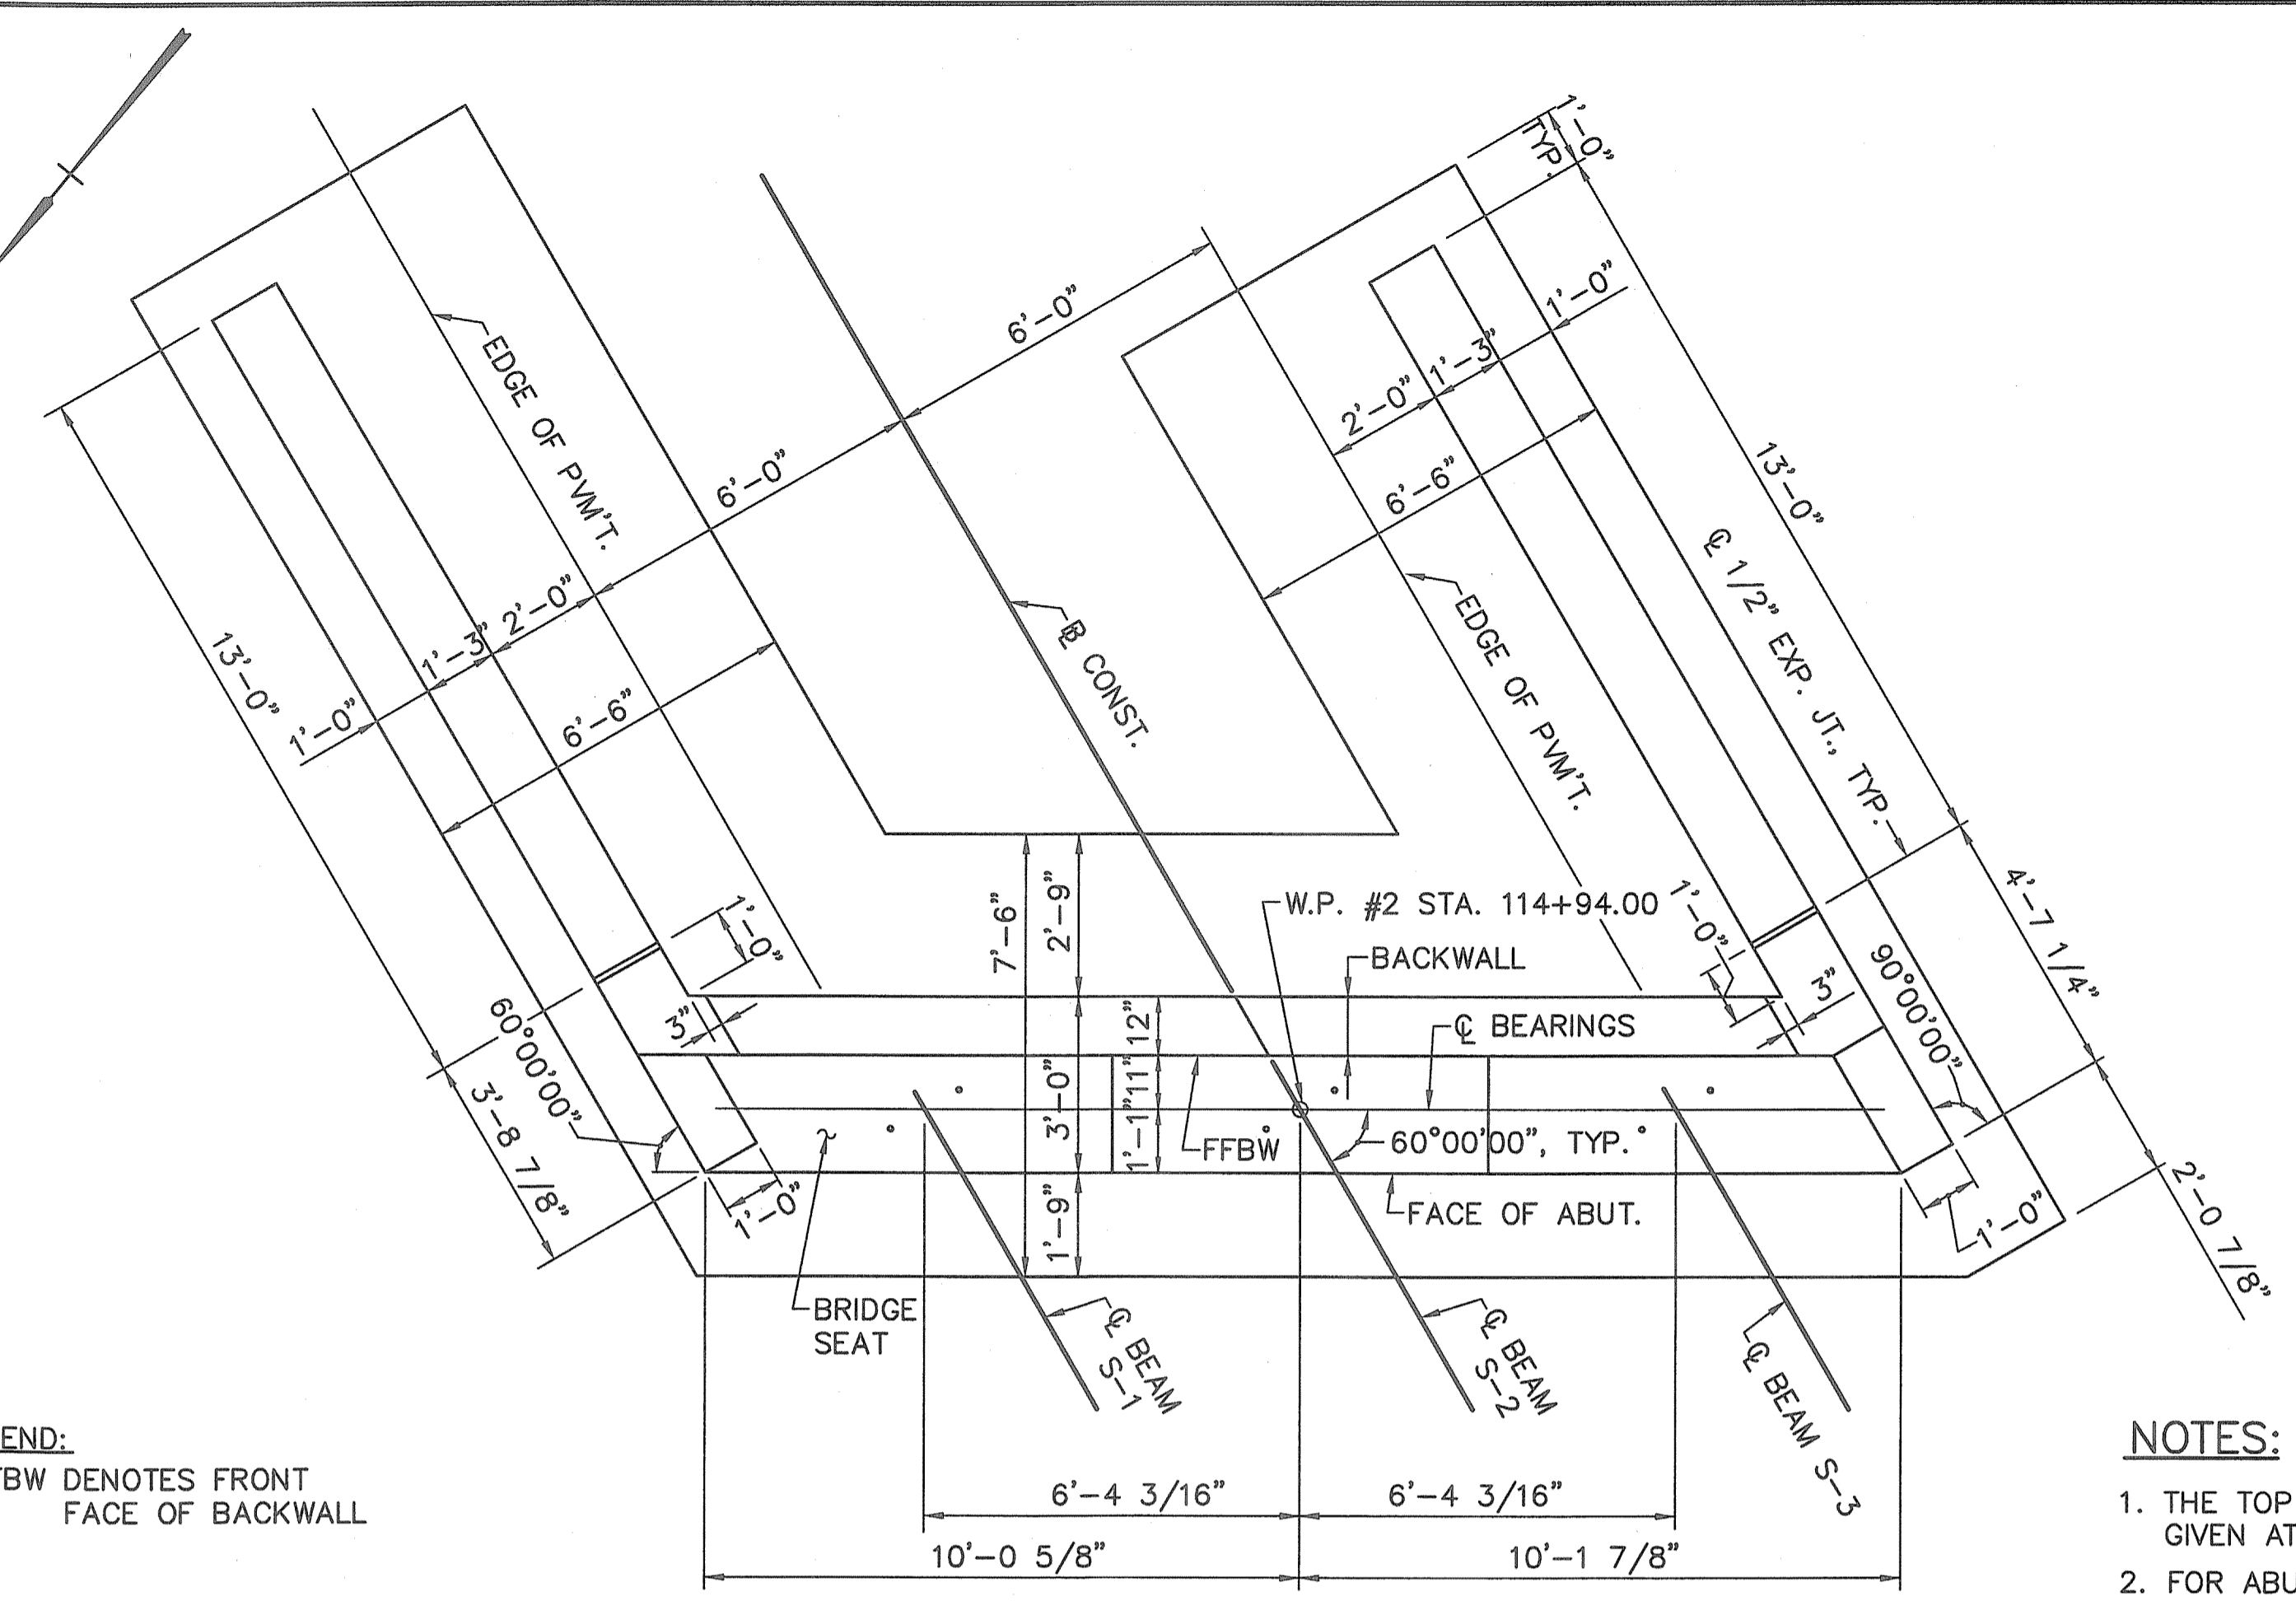 1'-0"
TYP.
6'-0"
1'-0"
1'-3"
2'-0"
EDGE OF PVM'T.
6'-0"
6'-6"
13'-0"
℄ 1/2" EXP. JT., TYP.
2'-0"
1'-3"
1'-0"
13'-0"
6'-6"
CONST.
EDGE OF PVM'T.
4'-7 1/4"
7'-6"
2'-9"
W.P. #2 STA. 114+94.00
BACKWALL
1'-0"
3"
90°00'00"
1'-0"
60°00'00"
3"
3'-8 7/8"
12"
℄ BEARINGS
3'-0"
11"
1'-1"
FFBW
60°00'00", TYP.
1'-0"
1'-9"
FACE OF ABUT.
1'-0"
2'-0 7/8"
BRIDGE
SEAT
℄ BEAM
S-1
℄ BEAM
S-2
℄ BEAM S-3
END:
BW DENOTES FRONT
FACE OF BACKWALL
6'-4 3/16"
6'-4 3/16"
10'-0 5/8"
10'-1 7/8"
NOTES:
1. THE TOP
GIVEN AT
2. FOR ABU